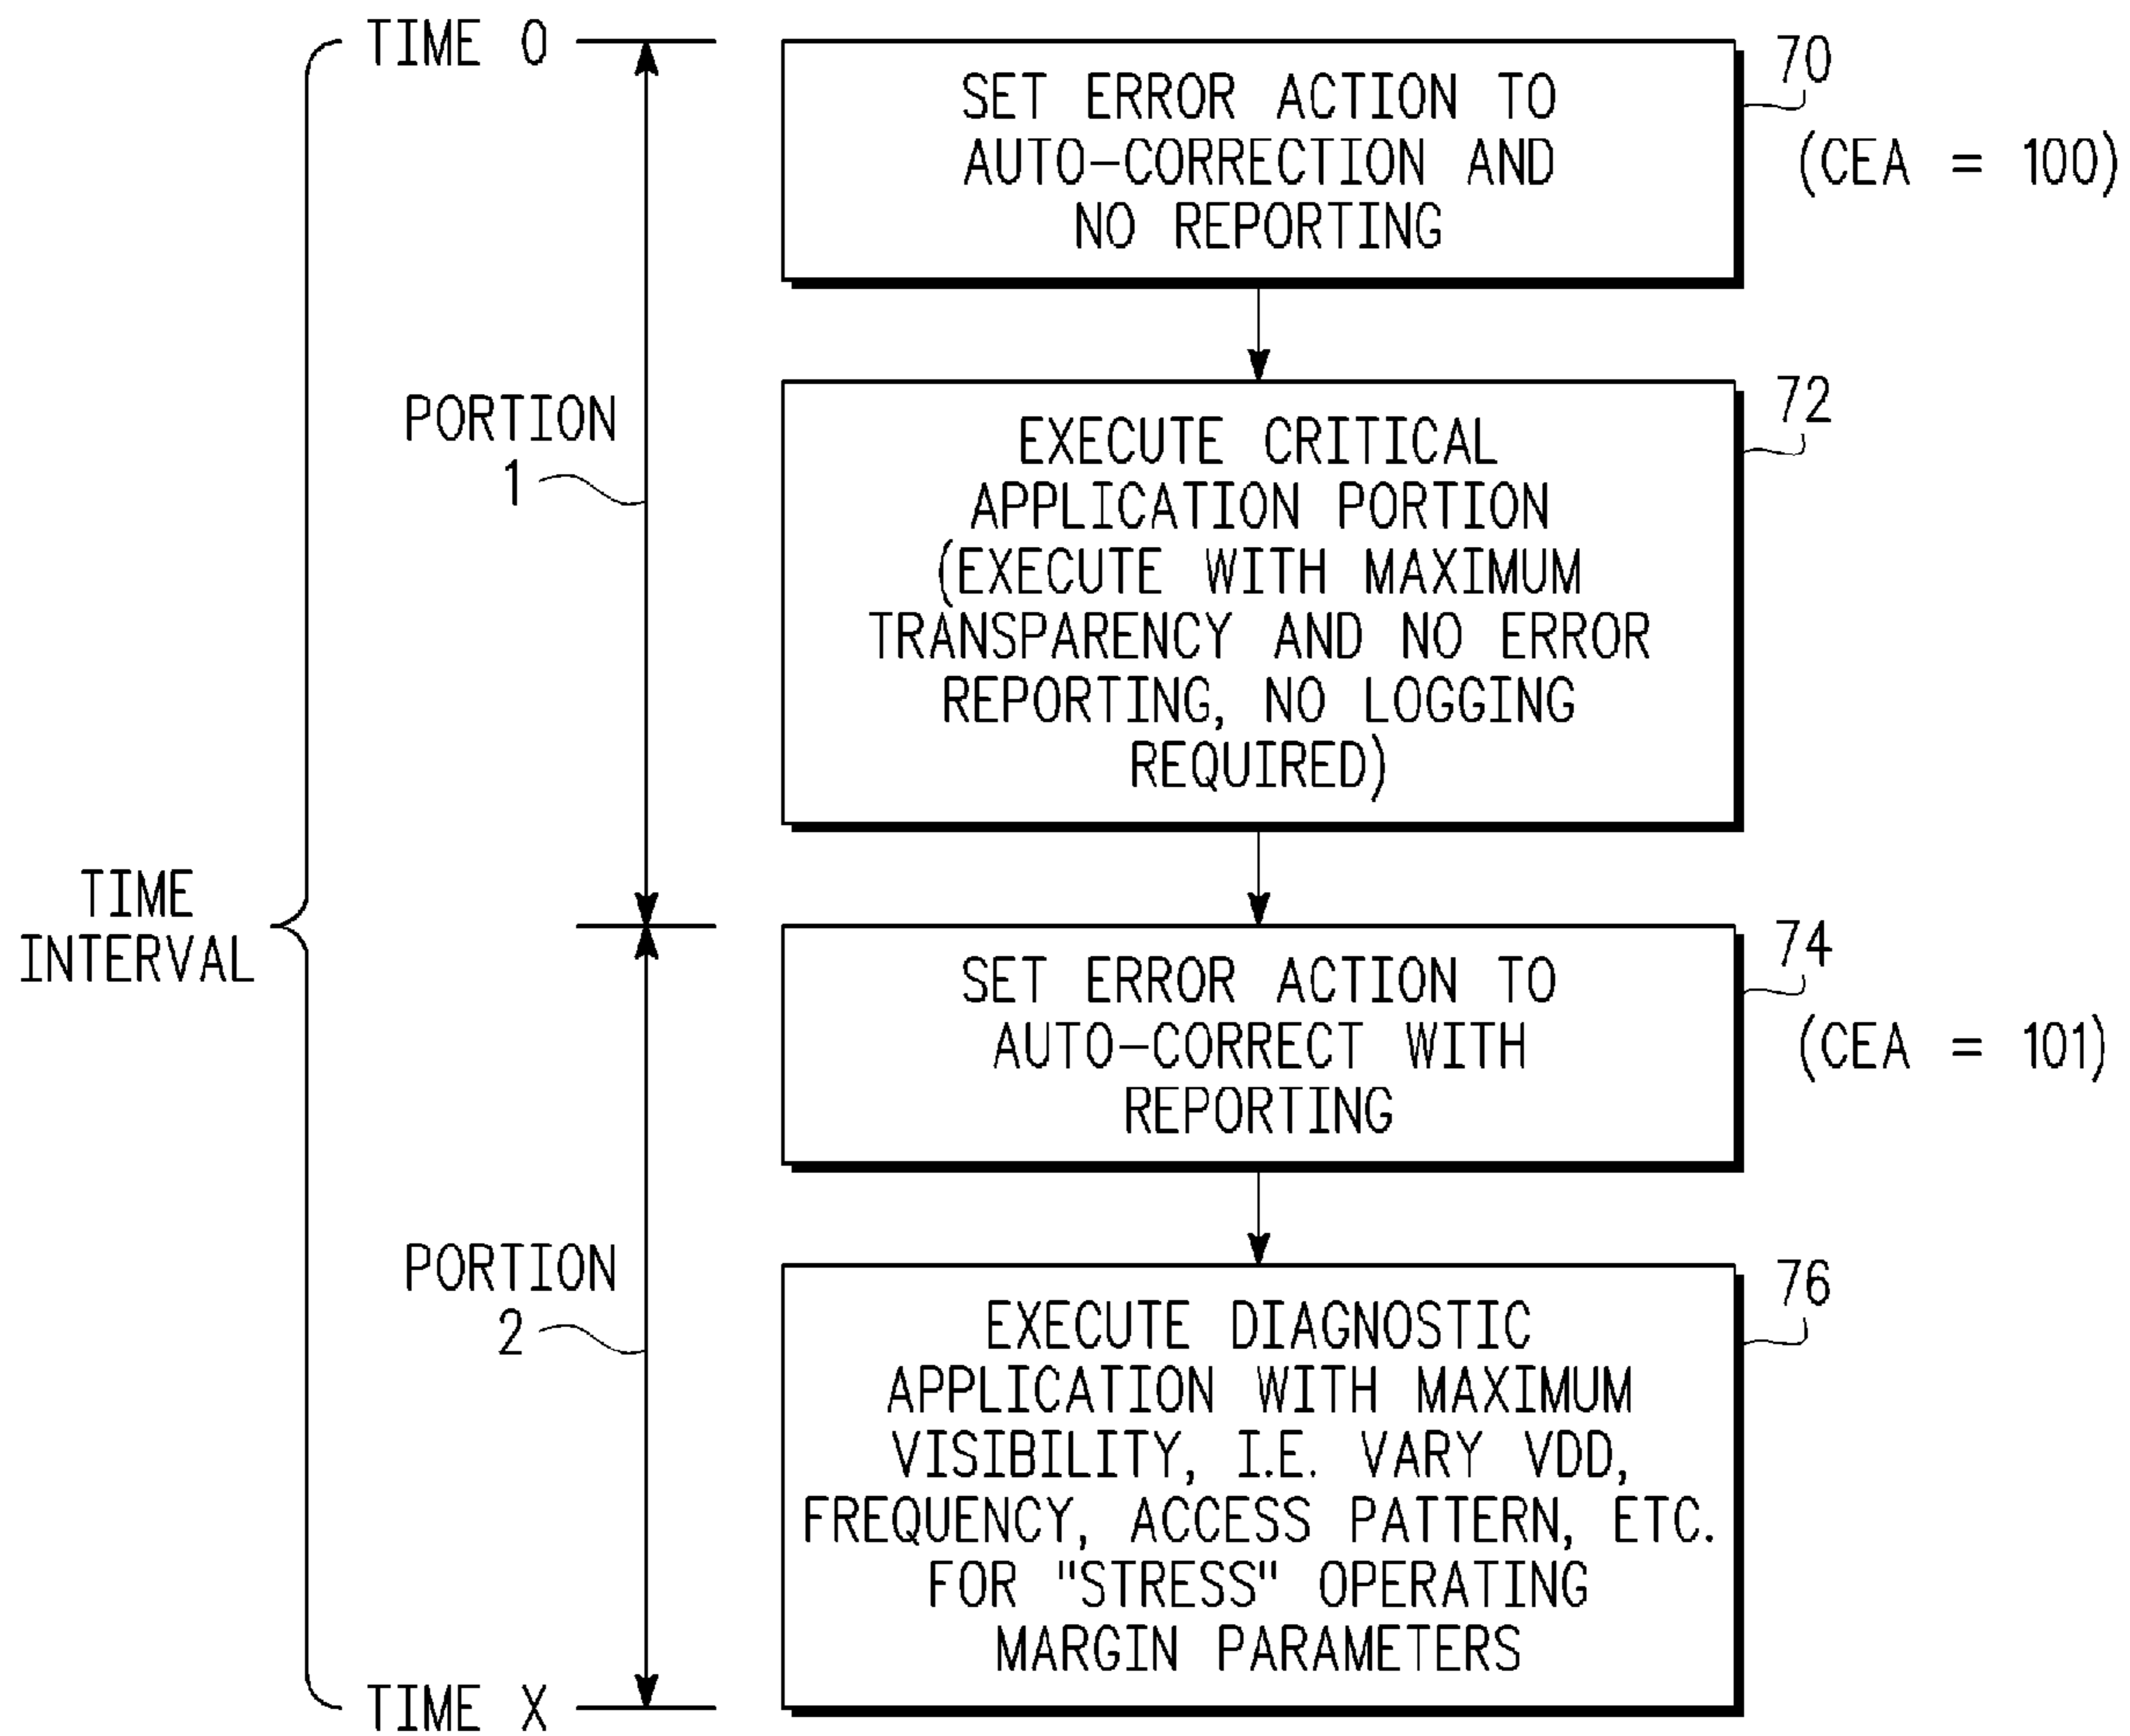 TIME 0
SET ERROR ACTION TO
AUTO-CORRECTION AND
NO REPORTING
70
(CEA = 100)
PORTION
1
EXECUTE CRITICAL
APPLICATION PORTION
(EXECUTE WITH MAXIMUM
TRANSPARENCY AND NO ERROR
REPORTING, NO LOGGING
REQUIRED)
72
TIME
INTERVAL
SET ERROR ACTION TO
AUTO-CORRECT WITH
REPORTING
74
(CEA = 101)
PORTION
2
EXECUTE DIAGNOSTIC
APPLICATION WITH MAXIMUM
VISIBILITY, I.E. VARY VDD,
FREQUENCY, ACCESS PATTERN, ETC.
FOR "STRESS" OPERATING
MARGIN PARAMETERS
76
TIME X